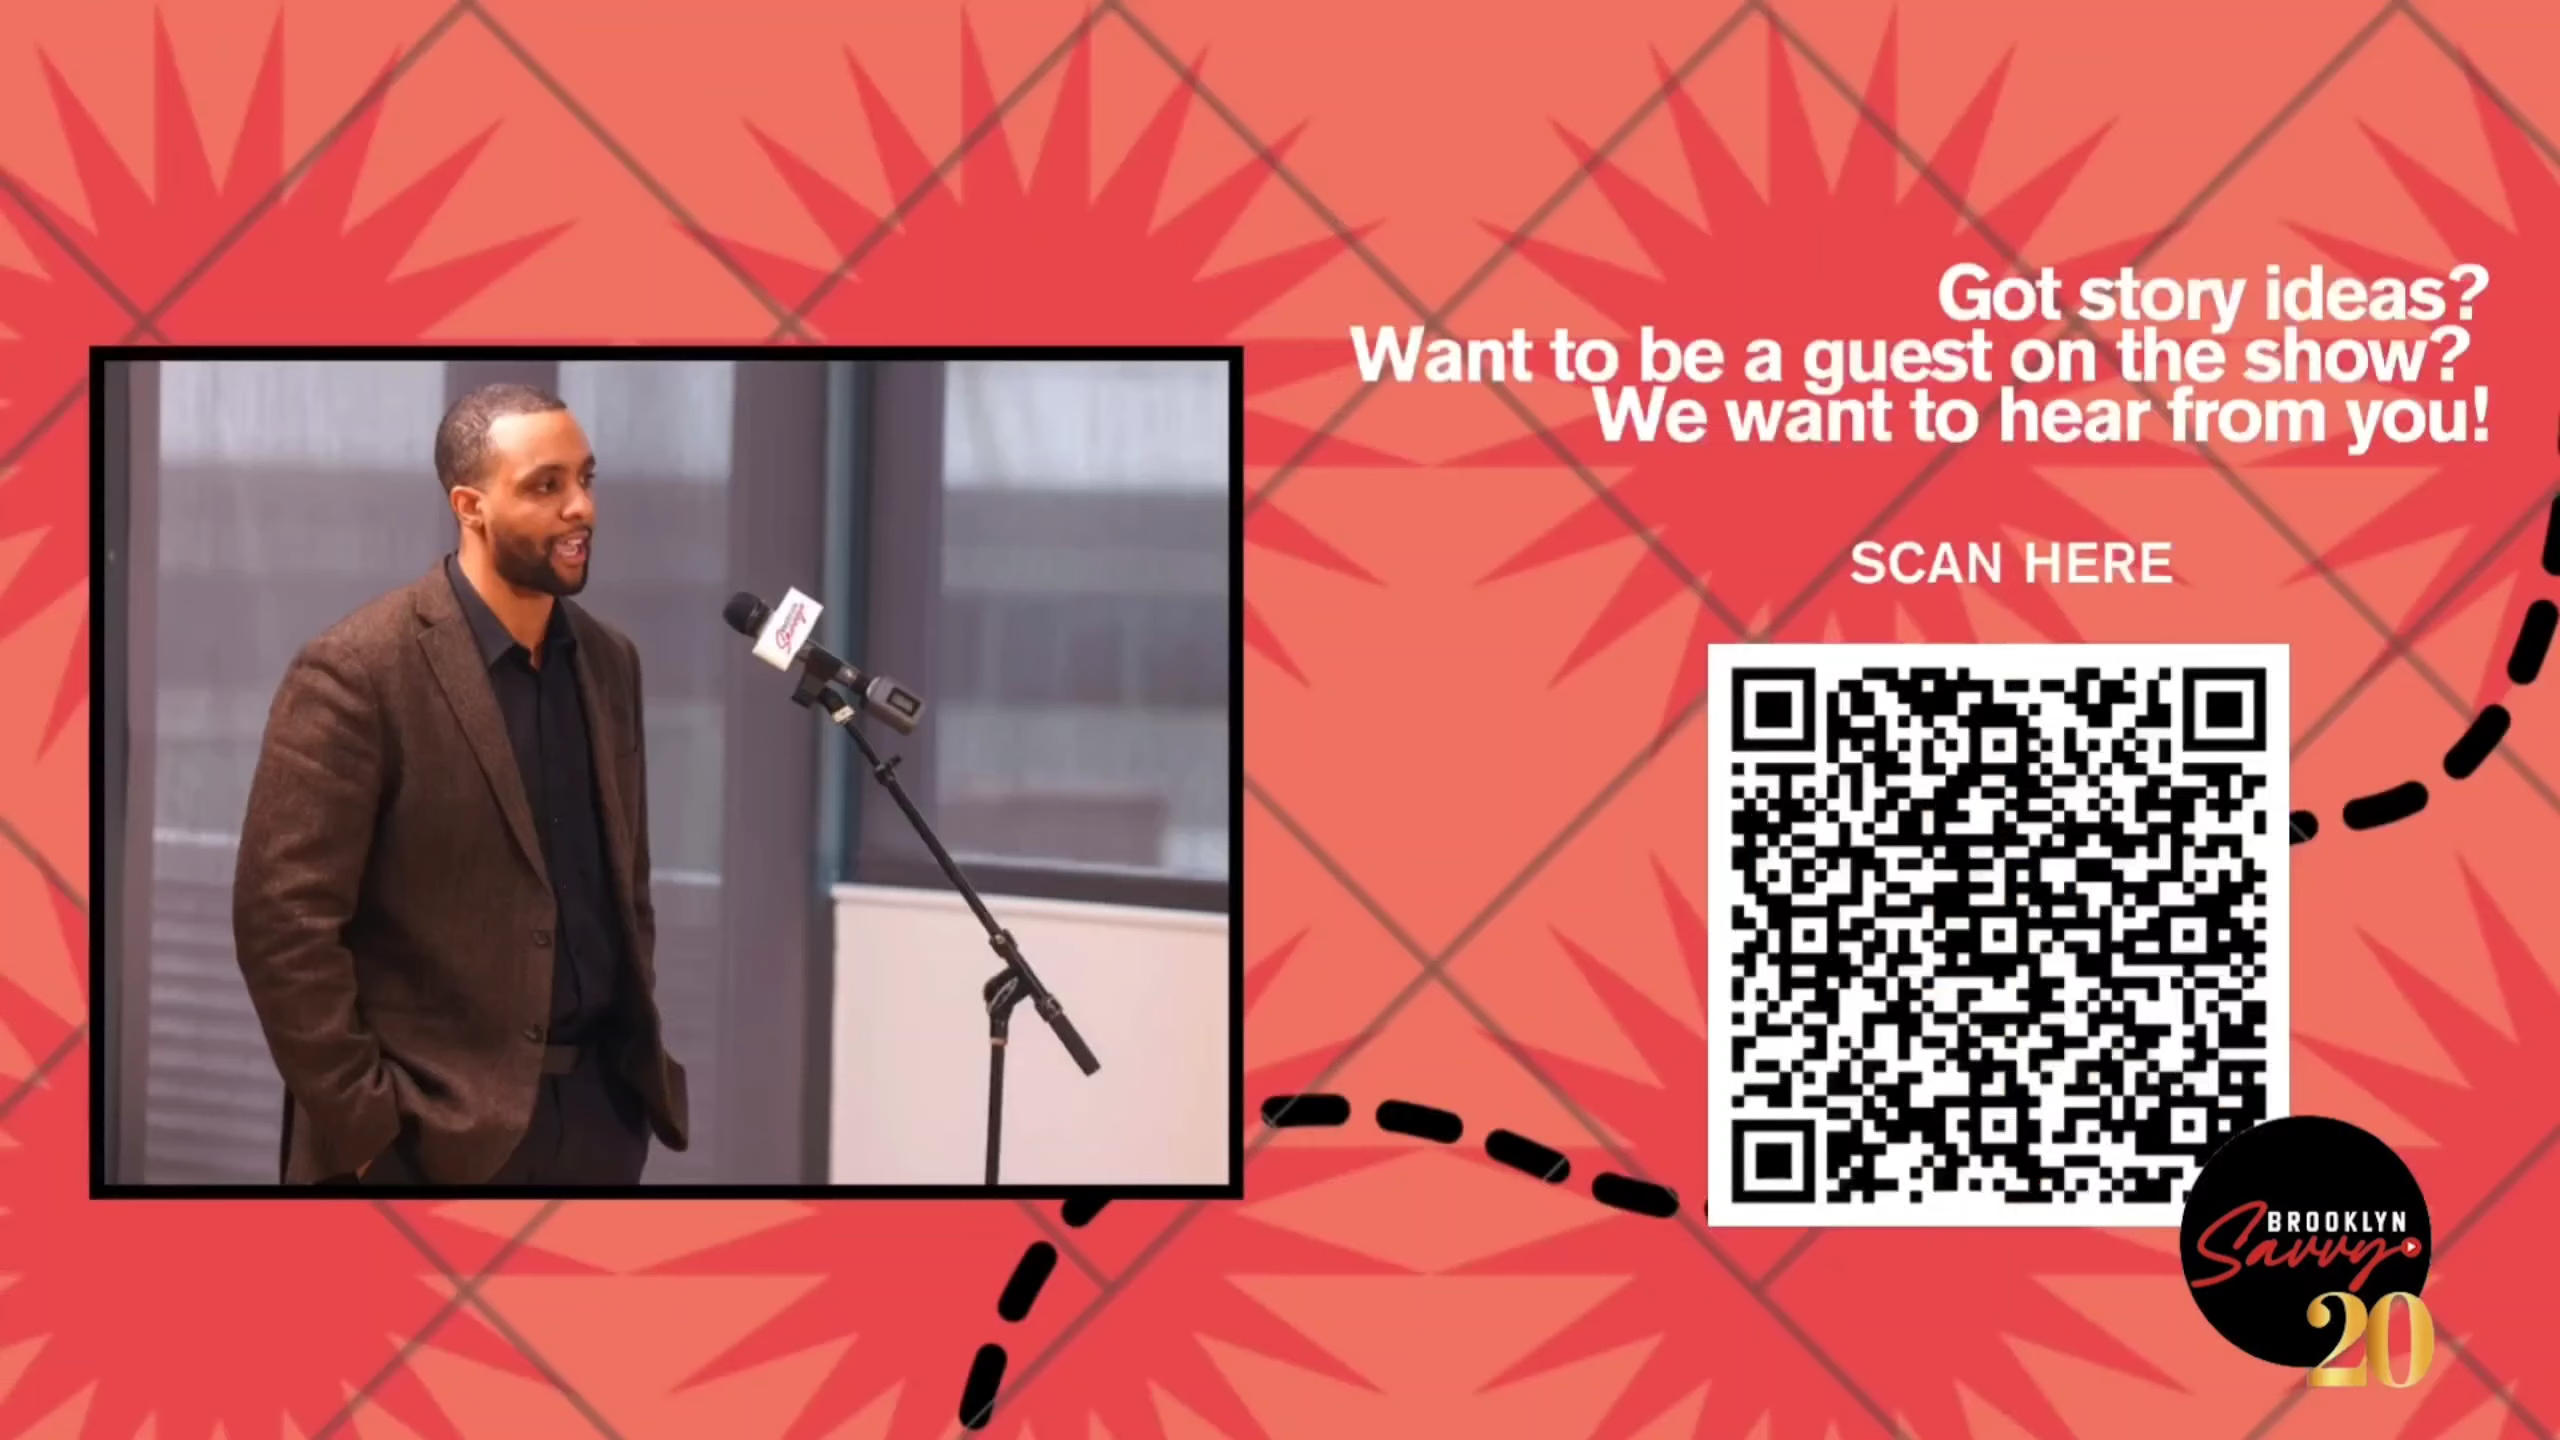 Got story ideas?
Want to be a guest on the show?
We want to hear from you!
SCAN HERE
Savvy
BROOKLYN
Savvy
20